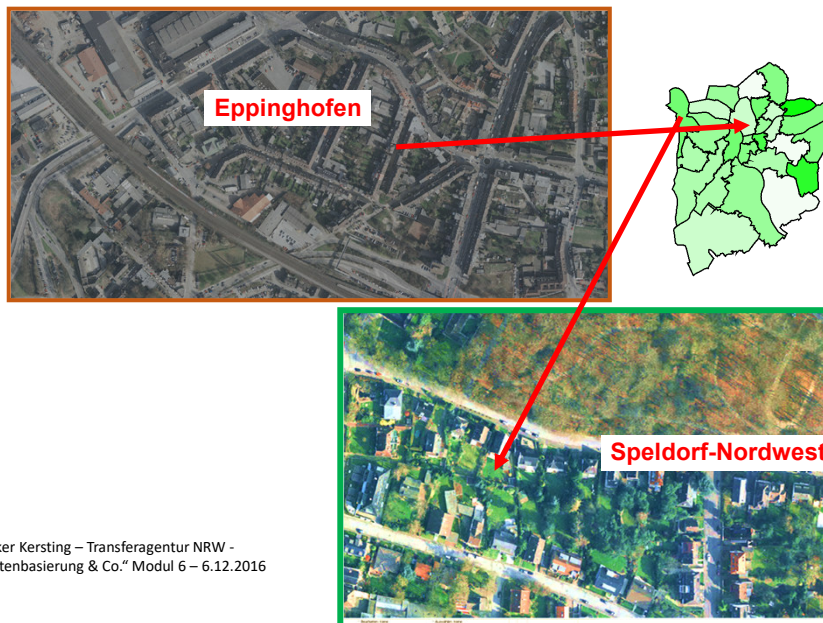 Eppinghofen
Speldorf-Nordwest
ker Kersting – Transferagentur NRW -
tenbasierung & Co.“ Modul 6 – 6.12.2016